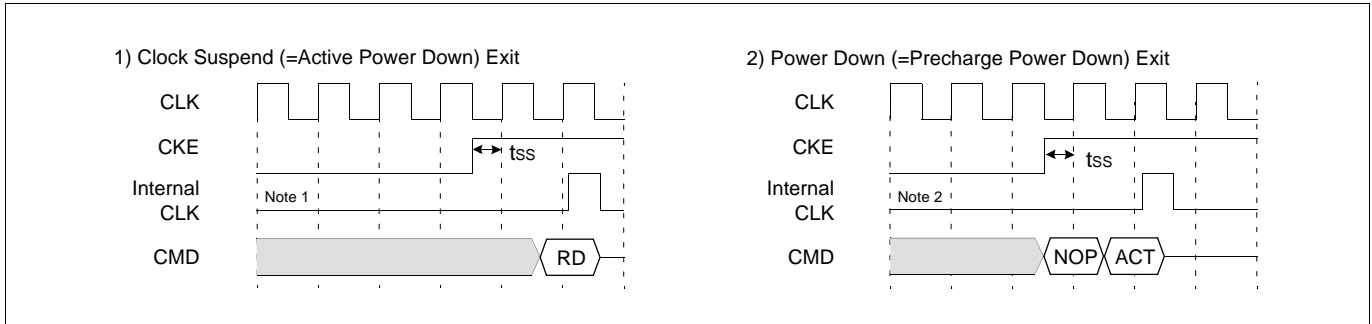 1) Clock Suspend (=Active Power Down) Exit
CLK
CKE
tss
Internal
CLK
Note 1
CMD
RD
2) Power Down (=Precharge Power Down) Exit
CLK
CKE
tss
Internal
CLK
Note 2
CMD
NOP
ACT